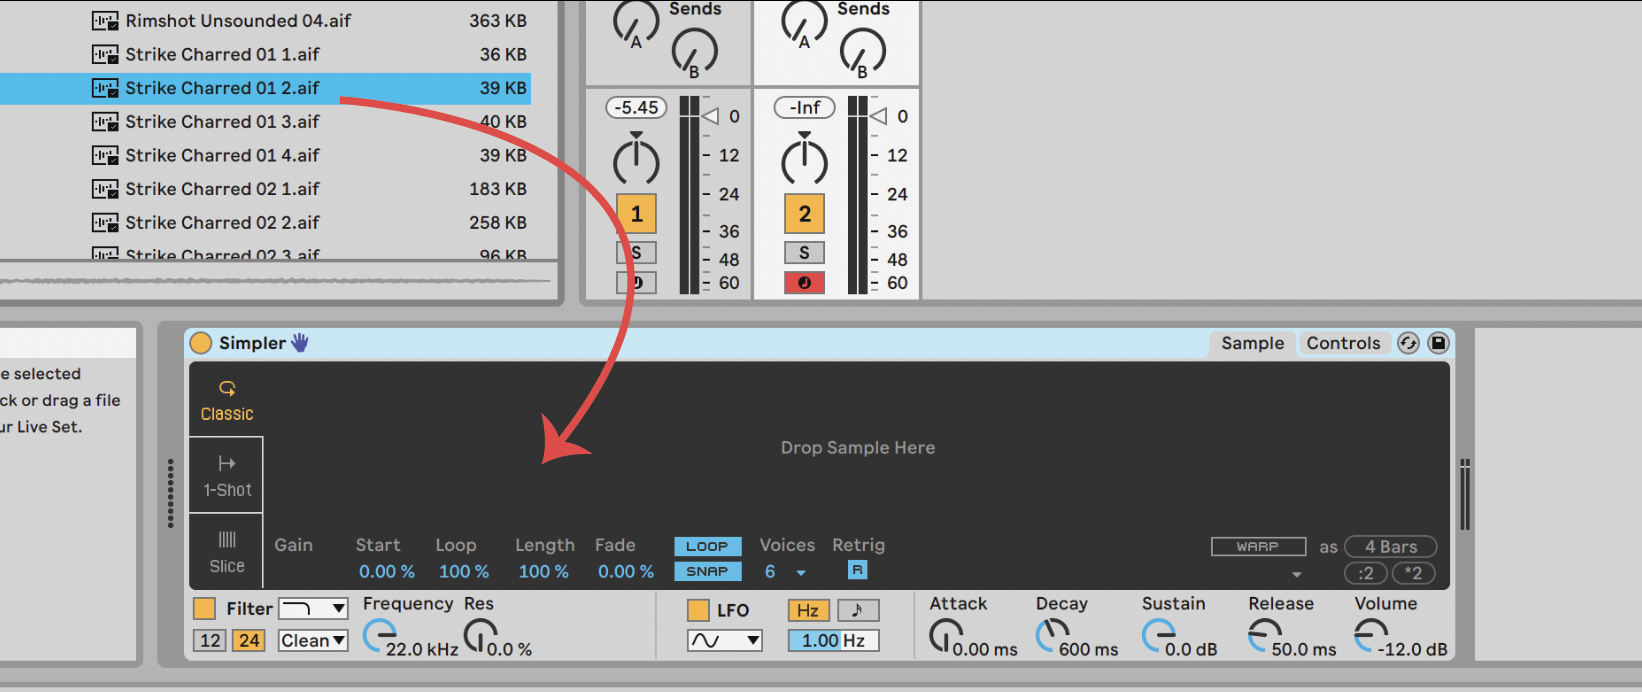 Rimshot Unsounded 04.aif 363 KB
Strike Charred 01 1.aif 36 KB
Strike Charred 01 2.aif 39 KB
Strike Charred 01 3.aif 40 KB
Strike Charred 01 4.aif 39 KB
Strike Charred 02 1.aif 183 KB
Strike Charred 02 2.aif 258 KB
Strike Charred 02 3.aif 96 KB
Sends
A
B
-5.45
0
12
24
36
48
60
1
S
Sends
A
B
-Inf
0
12
24
36
48
60
2
S
e selected
ck or drag a file
ur Live Set.
Simpler
Sample Controls
Classic
1-Shot
Slice
Drop Sample Here
Gain Start Loop Length Fade LOOP Voices Retrig WARP as 4 Bars
0.00 % 100 % 100 % 0.00 % SNAP 6 R :2 *2
Filter Frequency Res LFO Hz Attack Decay Sustain Release Volume
12 24 Clean 22.0 kHz 0.0 % 1.00 Hz 0.00 ms 600 ms 0.0 dB 50.0 ms -12.0 dB